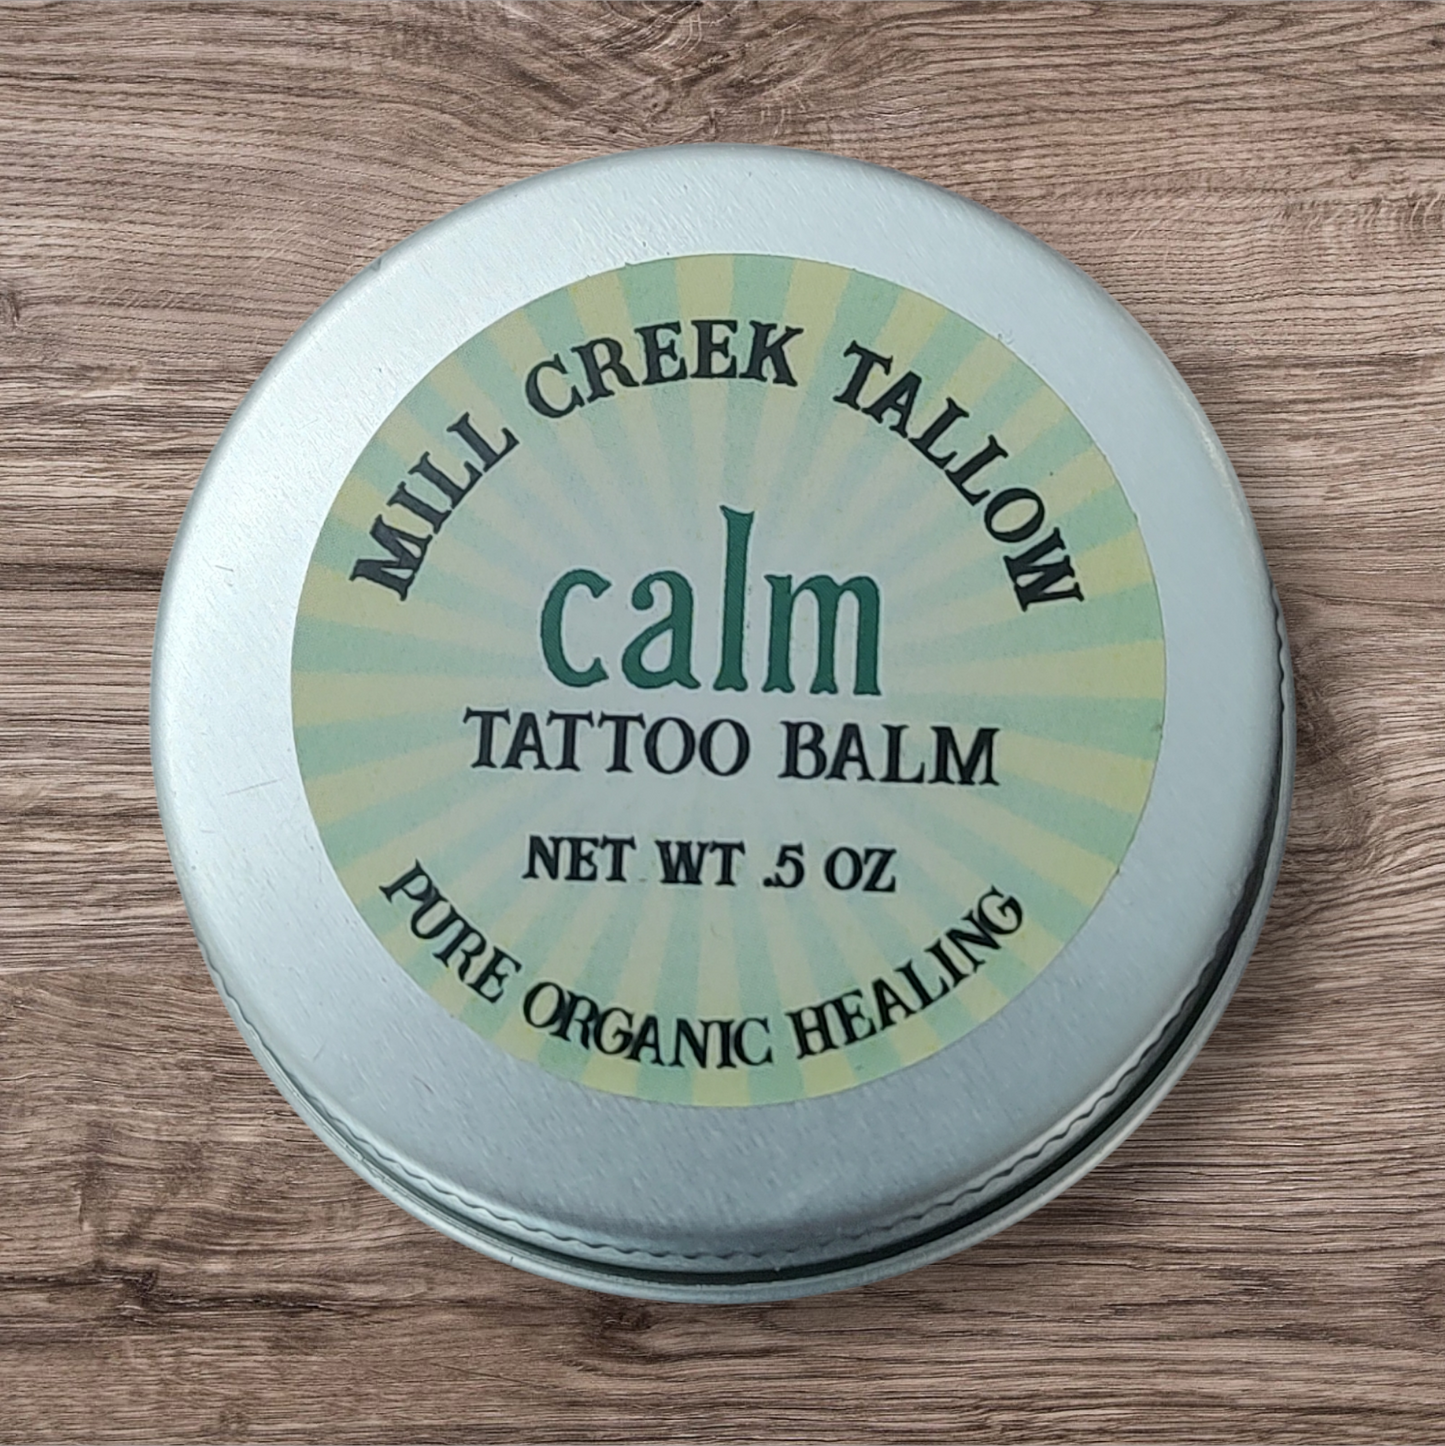 MILL CREEK TALLOW
calm
TATTOO BALM
NET WT .5 OZ
PURE ORGANIC HEALING